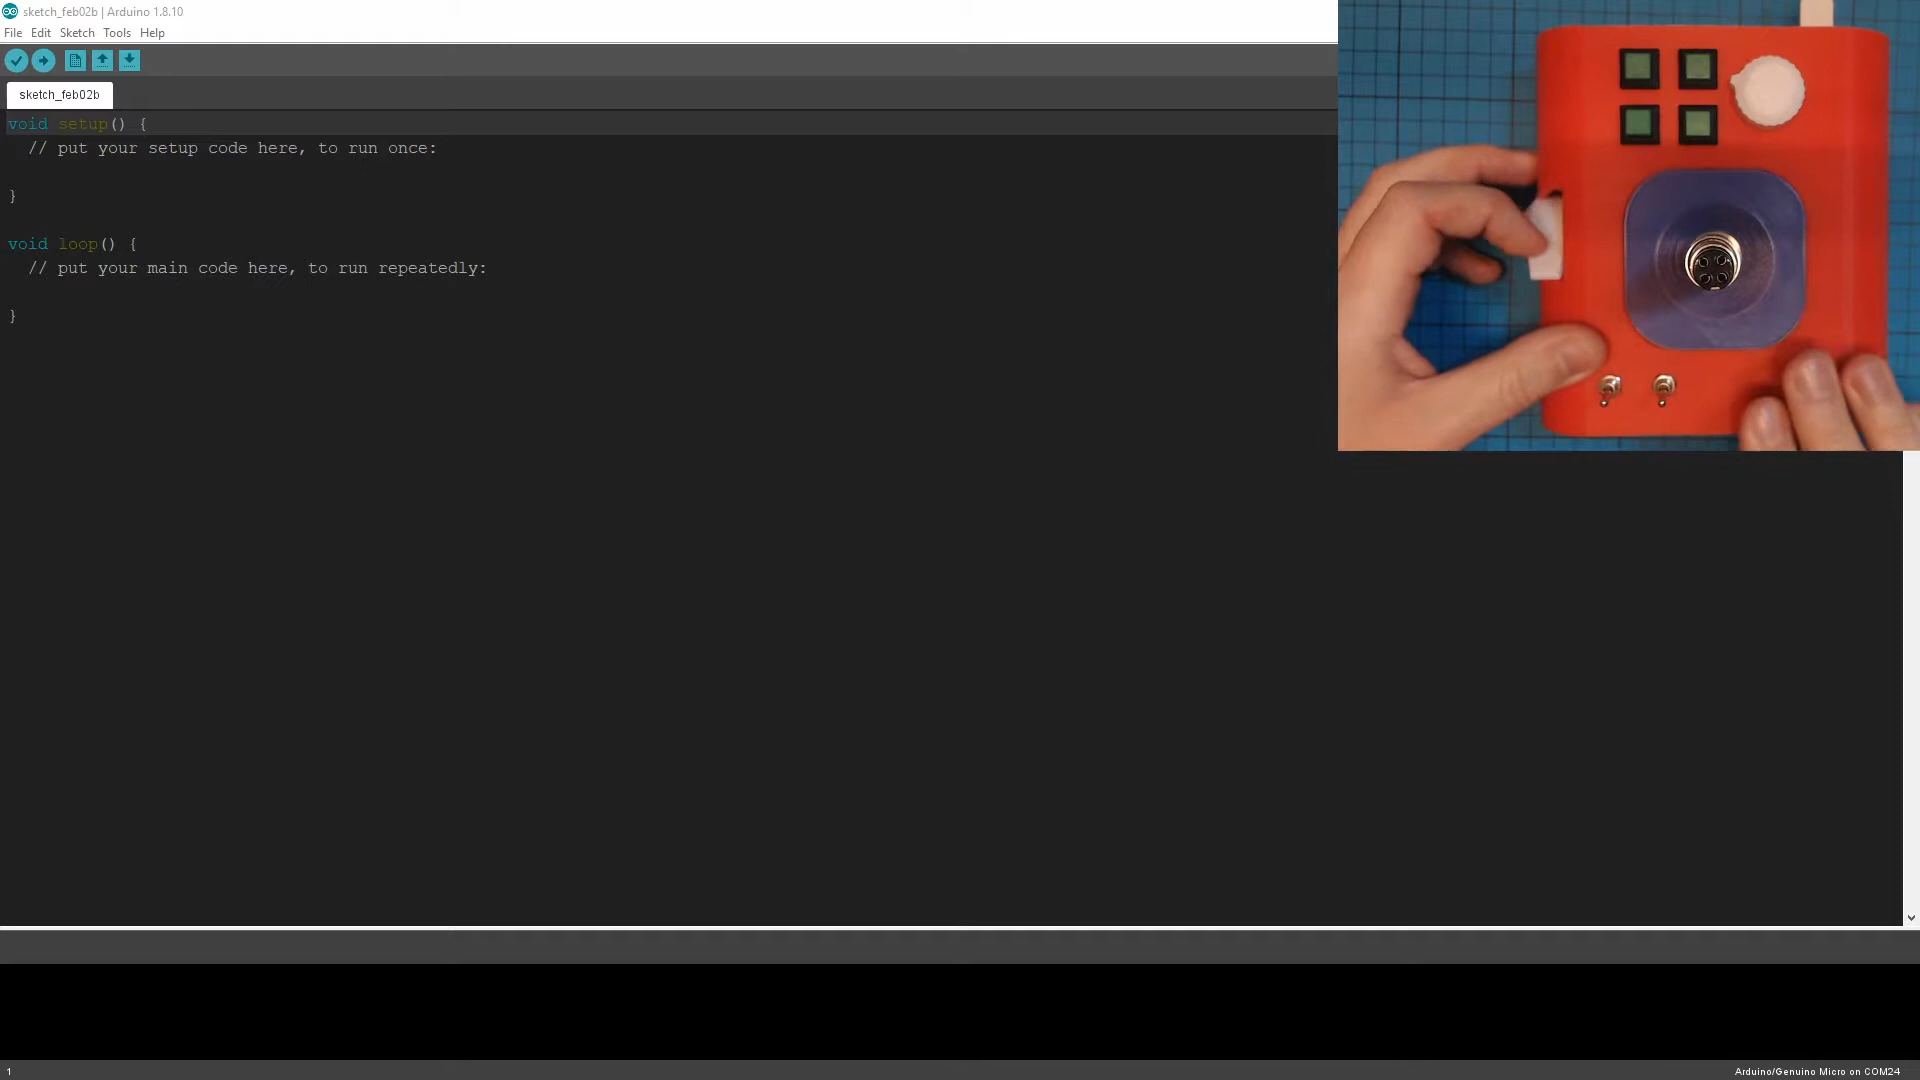 sketch_feb02b | Arduino 1.8.10
File Edit Sketch Tools Help
sketch_feb02b
void setup() {
// put your setup code here, to run once:
}
void loop() {
// put your main code here, to run repeatedly:
}
1
Arduino/Genuino Micro on COM24